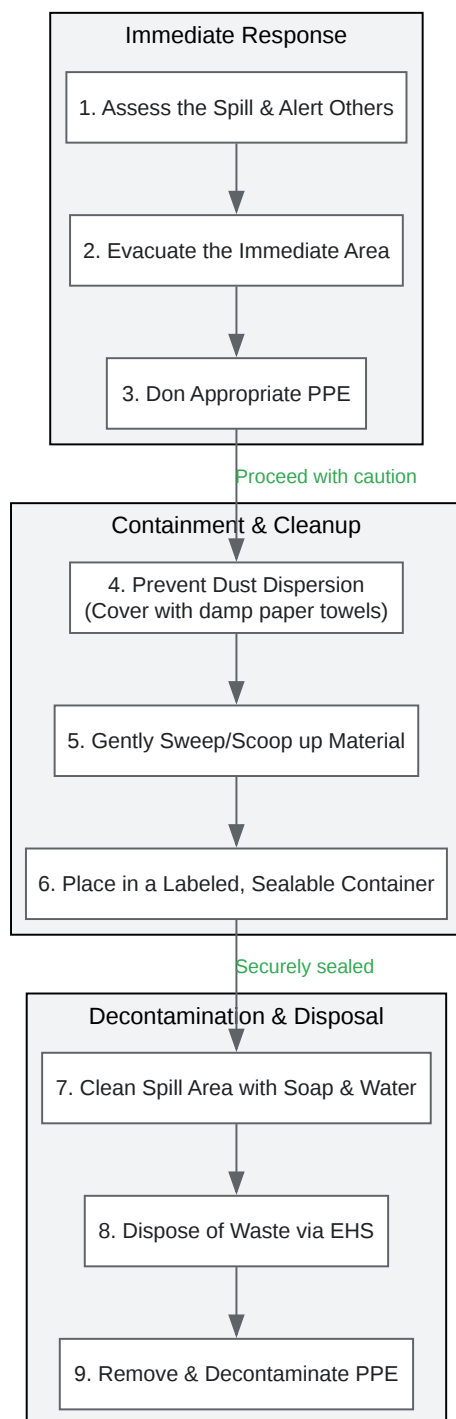 Immediate Response
1. Assess the Spill & Alert Others
2. Evacuate the Immediate Area
3. Don Appropriate PPE
Proceed with caution
Containment & Cleanup
4. Prevent Dust Dispersion
(Cover with damp paper towels)
5. Gently Sweep/Scoop up Material
6. Place in a Labeled, Sealable Container
Securely sealed
Decontamination & Disposal
7. Clean Spill Area with Soap & Water
8. Dispose of Waste via EHS
9. Remove & Decontaminate PPE